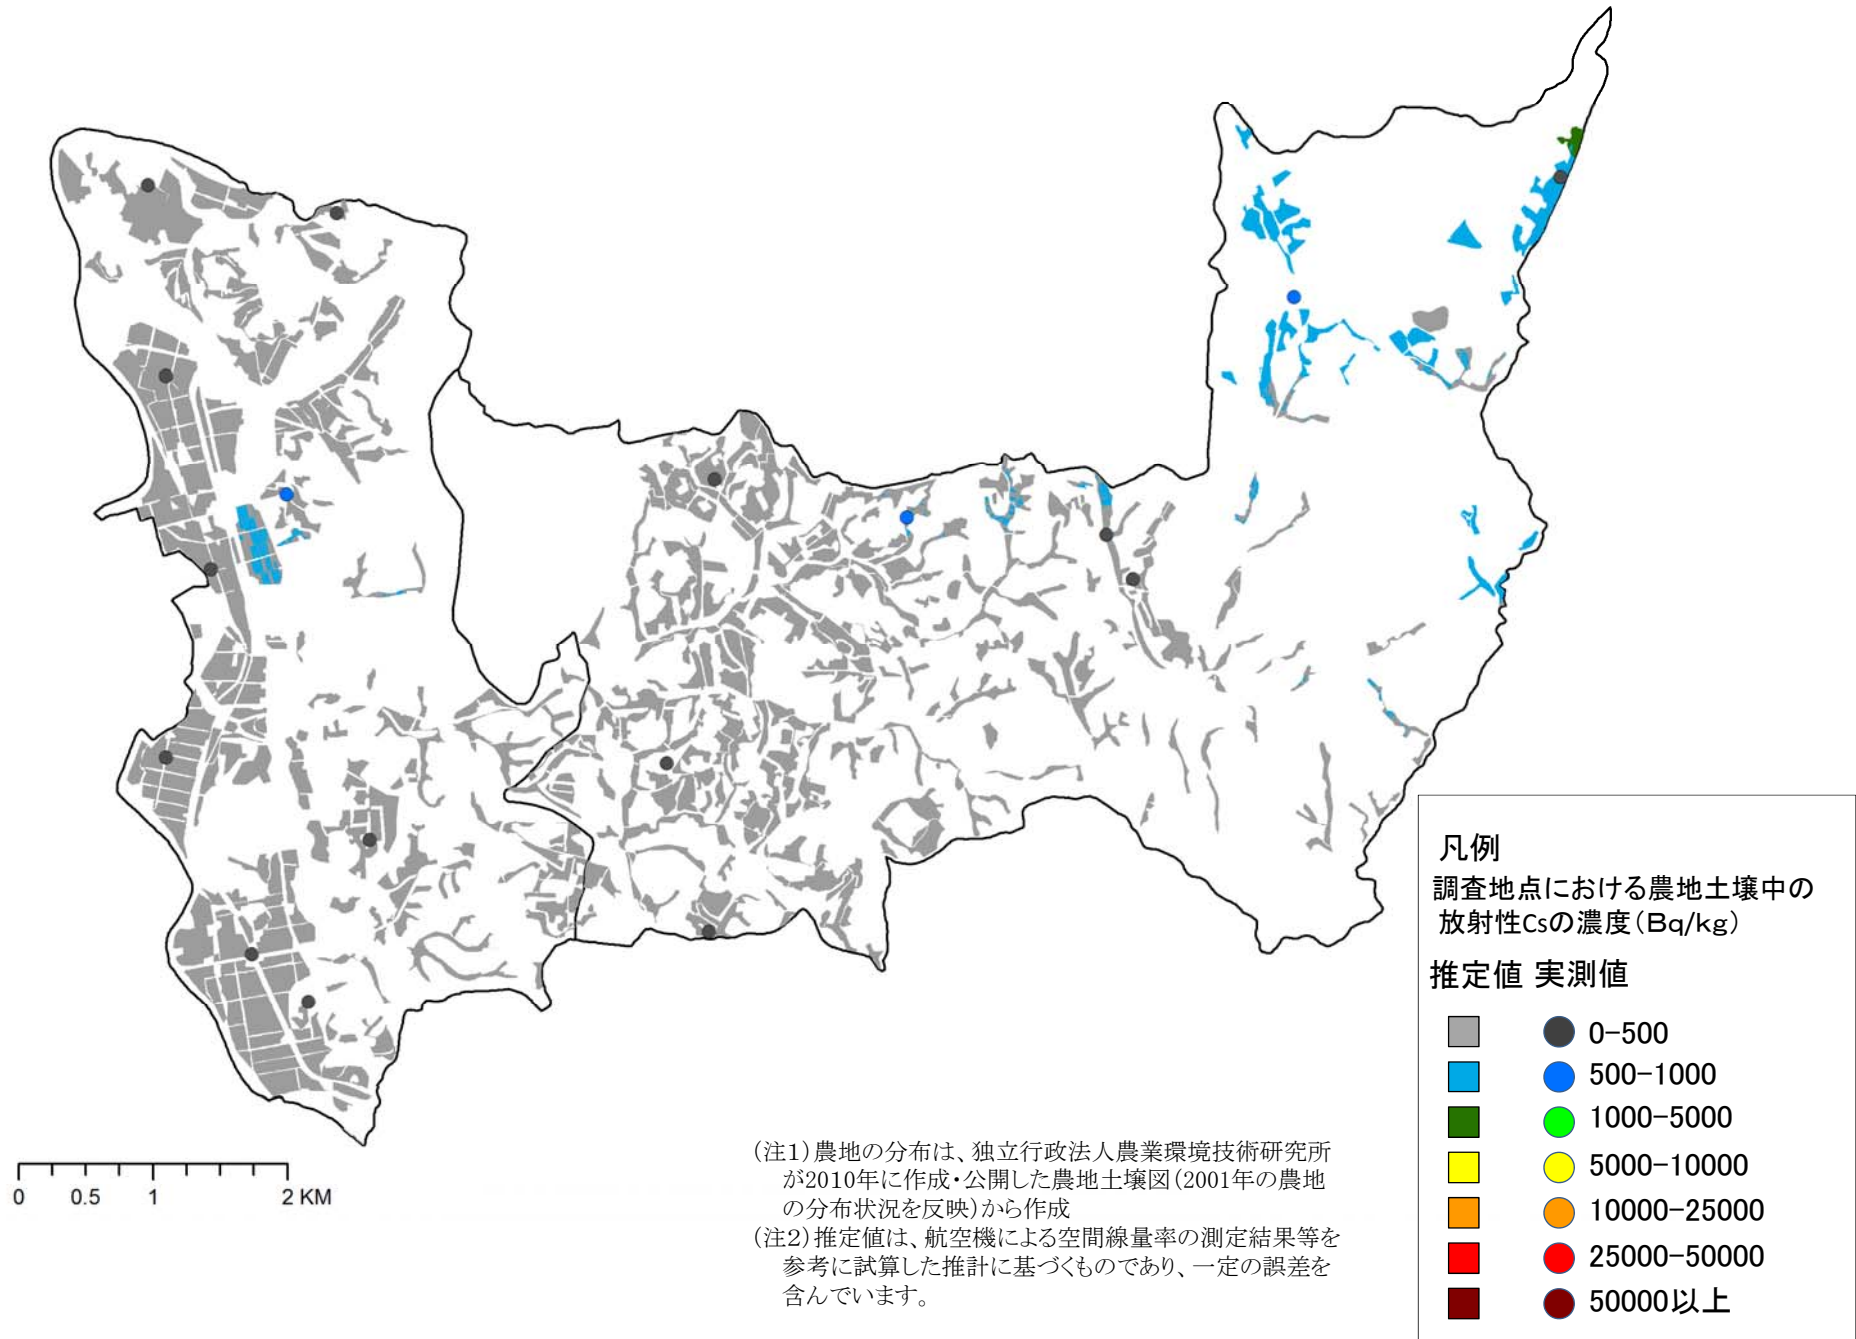 凡例
調査地点における農地土壌中の
放射性Csの濃度(Bq/kg)
推定値 実測値
0-500
500-1000
1000-5000
5000-10000
10000-25000
25000-50000
50000以上
0 0.5 1 2 KM
(注1)農地の分布は、独立行政法人農業環境技術研究所
が2010年に作成・公開した農地土壌図(2001年の農地
の分布状況を反映)から作成
(注2)推定値は、航空機による空間線量率の測定結果等を
参考に試算した推計に基づくものであり、一定の誤差を
含んでいます。